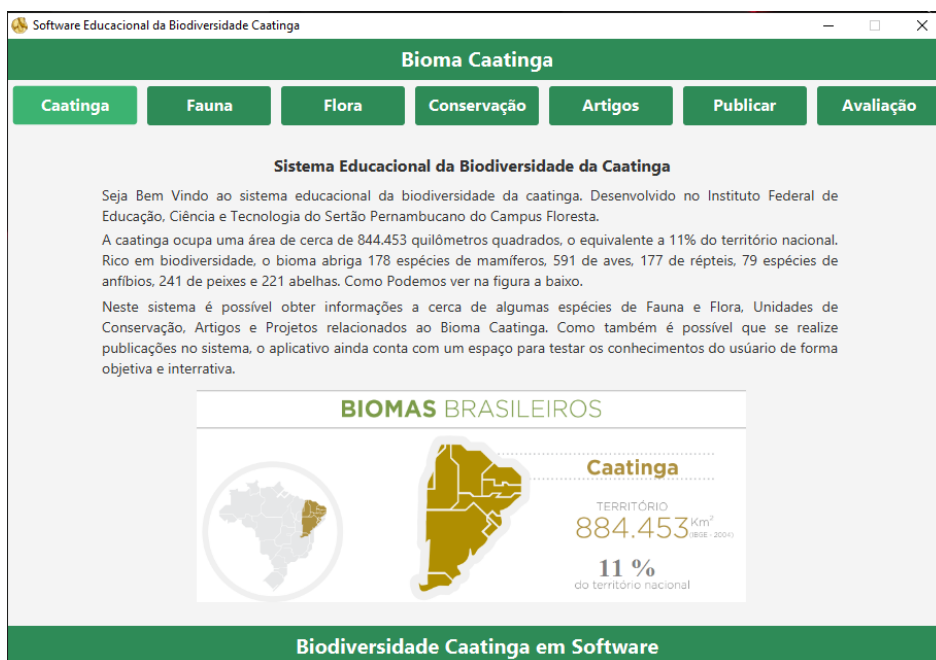 Software Educacional da Biodiversidade Caatinga
Bioma Caatinga
Caatinga Fauna Flora Conservação Artigos Publicar Avaliação
Sistema Educacional da Biodiversidade da Caatinga
Seja Bem Vindo ao sistema educacional da biodiversidade da caatinga. Desenvolvido no Instituto Federal de
Educação, Ciência e Tecnologia do Sertão Pernambucano do Campus Floresta.
A caatinga ocupa uma área de cerca de 844.453 quilômetros quadrados, o equivalente a 11% do território nacional.
Rico em biodiversidade, o bioma abriga 178 espécies de mamíferos, 591 de aves, 177 de répteis, 79 espécies de
anfíbios, 241 de peixes e 221 abelhas. Como Podemos ver na figura a baixo.
Neste sistema é possível obter informações a cerca de algumas espécies de Fauna e Flora, Unidades de
Conservação, Artigos e Projetos relacionados ao Bioma Caatinga. Como também é possível que se realize
publicações no sistema, o aplicativo ainda conta com um espaço para testar os conhecimentos do usúario de forma
objetiva e interrativa.
BIOMAS BRASILEIROS
Caatinga
TERRITÓRIO
884.453 Km²
(IBGE - 2004)
11 %
do território nacional
Biodiversidade Caatinga em Software